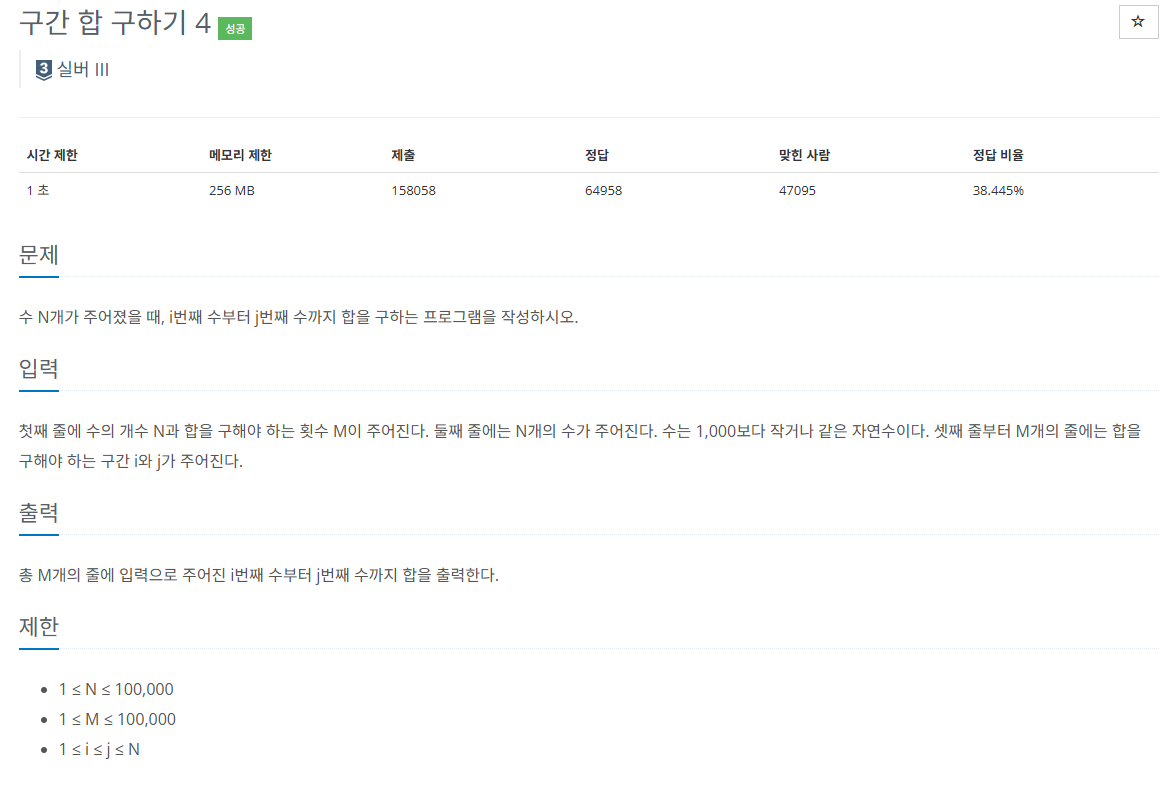 구간 합 구하기 4 성공
☆
3 실버 III
시간 제한 메모리 제한 제출 정답 맞힌 사람 정답 비율
1 초 256 MB 158058 64958 47095 38.445%
문제
수 N개가 주어졌을 때, i번째 수부터 j번째 수까지 합을 구하는 프로그램을 작성하시오.
입력
첫째 줄에 수의 개수 N과 합을 구해야 하는 횟수 M이 주어진다. 둘째 줄에는 N개의 수가 주어진다. 수는 1,000보다 작거나 같은 자연수이다. 셋째 줄부터 M개의 줄에는 합을
구해야 하는 구간 i와 j가 주어진다.
출력
총 M개의 줄에 입력으로 주어진 i번째 수부터 j번째 수까지 합을 출력한다.
제한
• 1 ≤ N ≤ 100,000
• 1 ≤ M ≤ 100,000
• 1 ≤ i ≤ j ≤ N